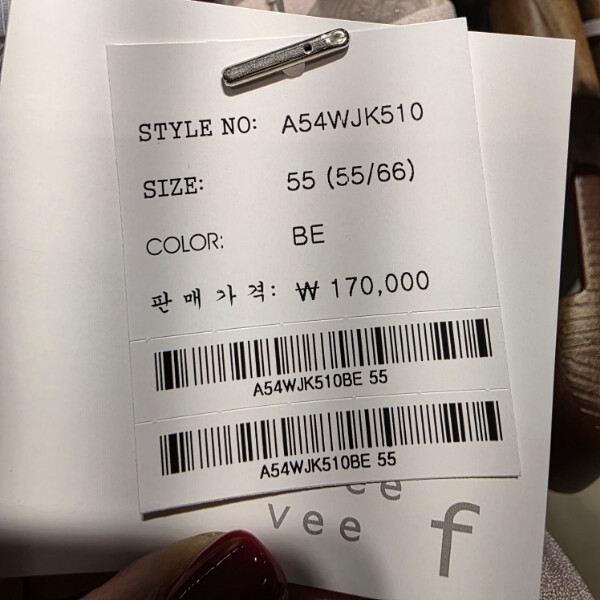 STYLE NO: A54WJK510
SIZE: 55 (55/66)
COLOR: BE
판 매 가 격: ₩ 170,000
A54WJK510BE 55
A54WJK510BE 55
vee f